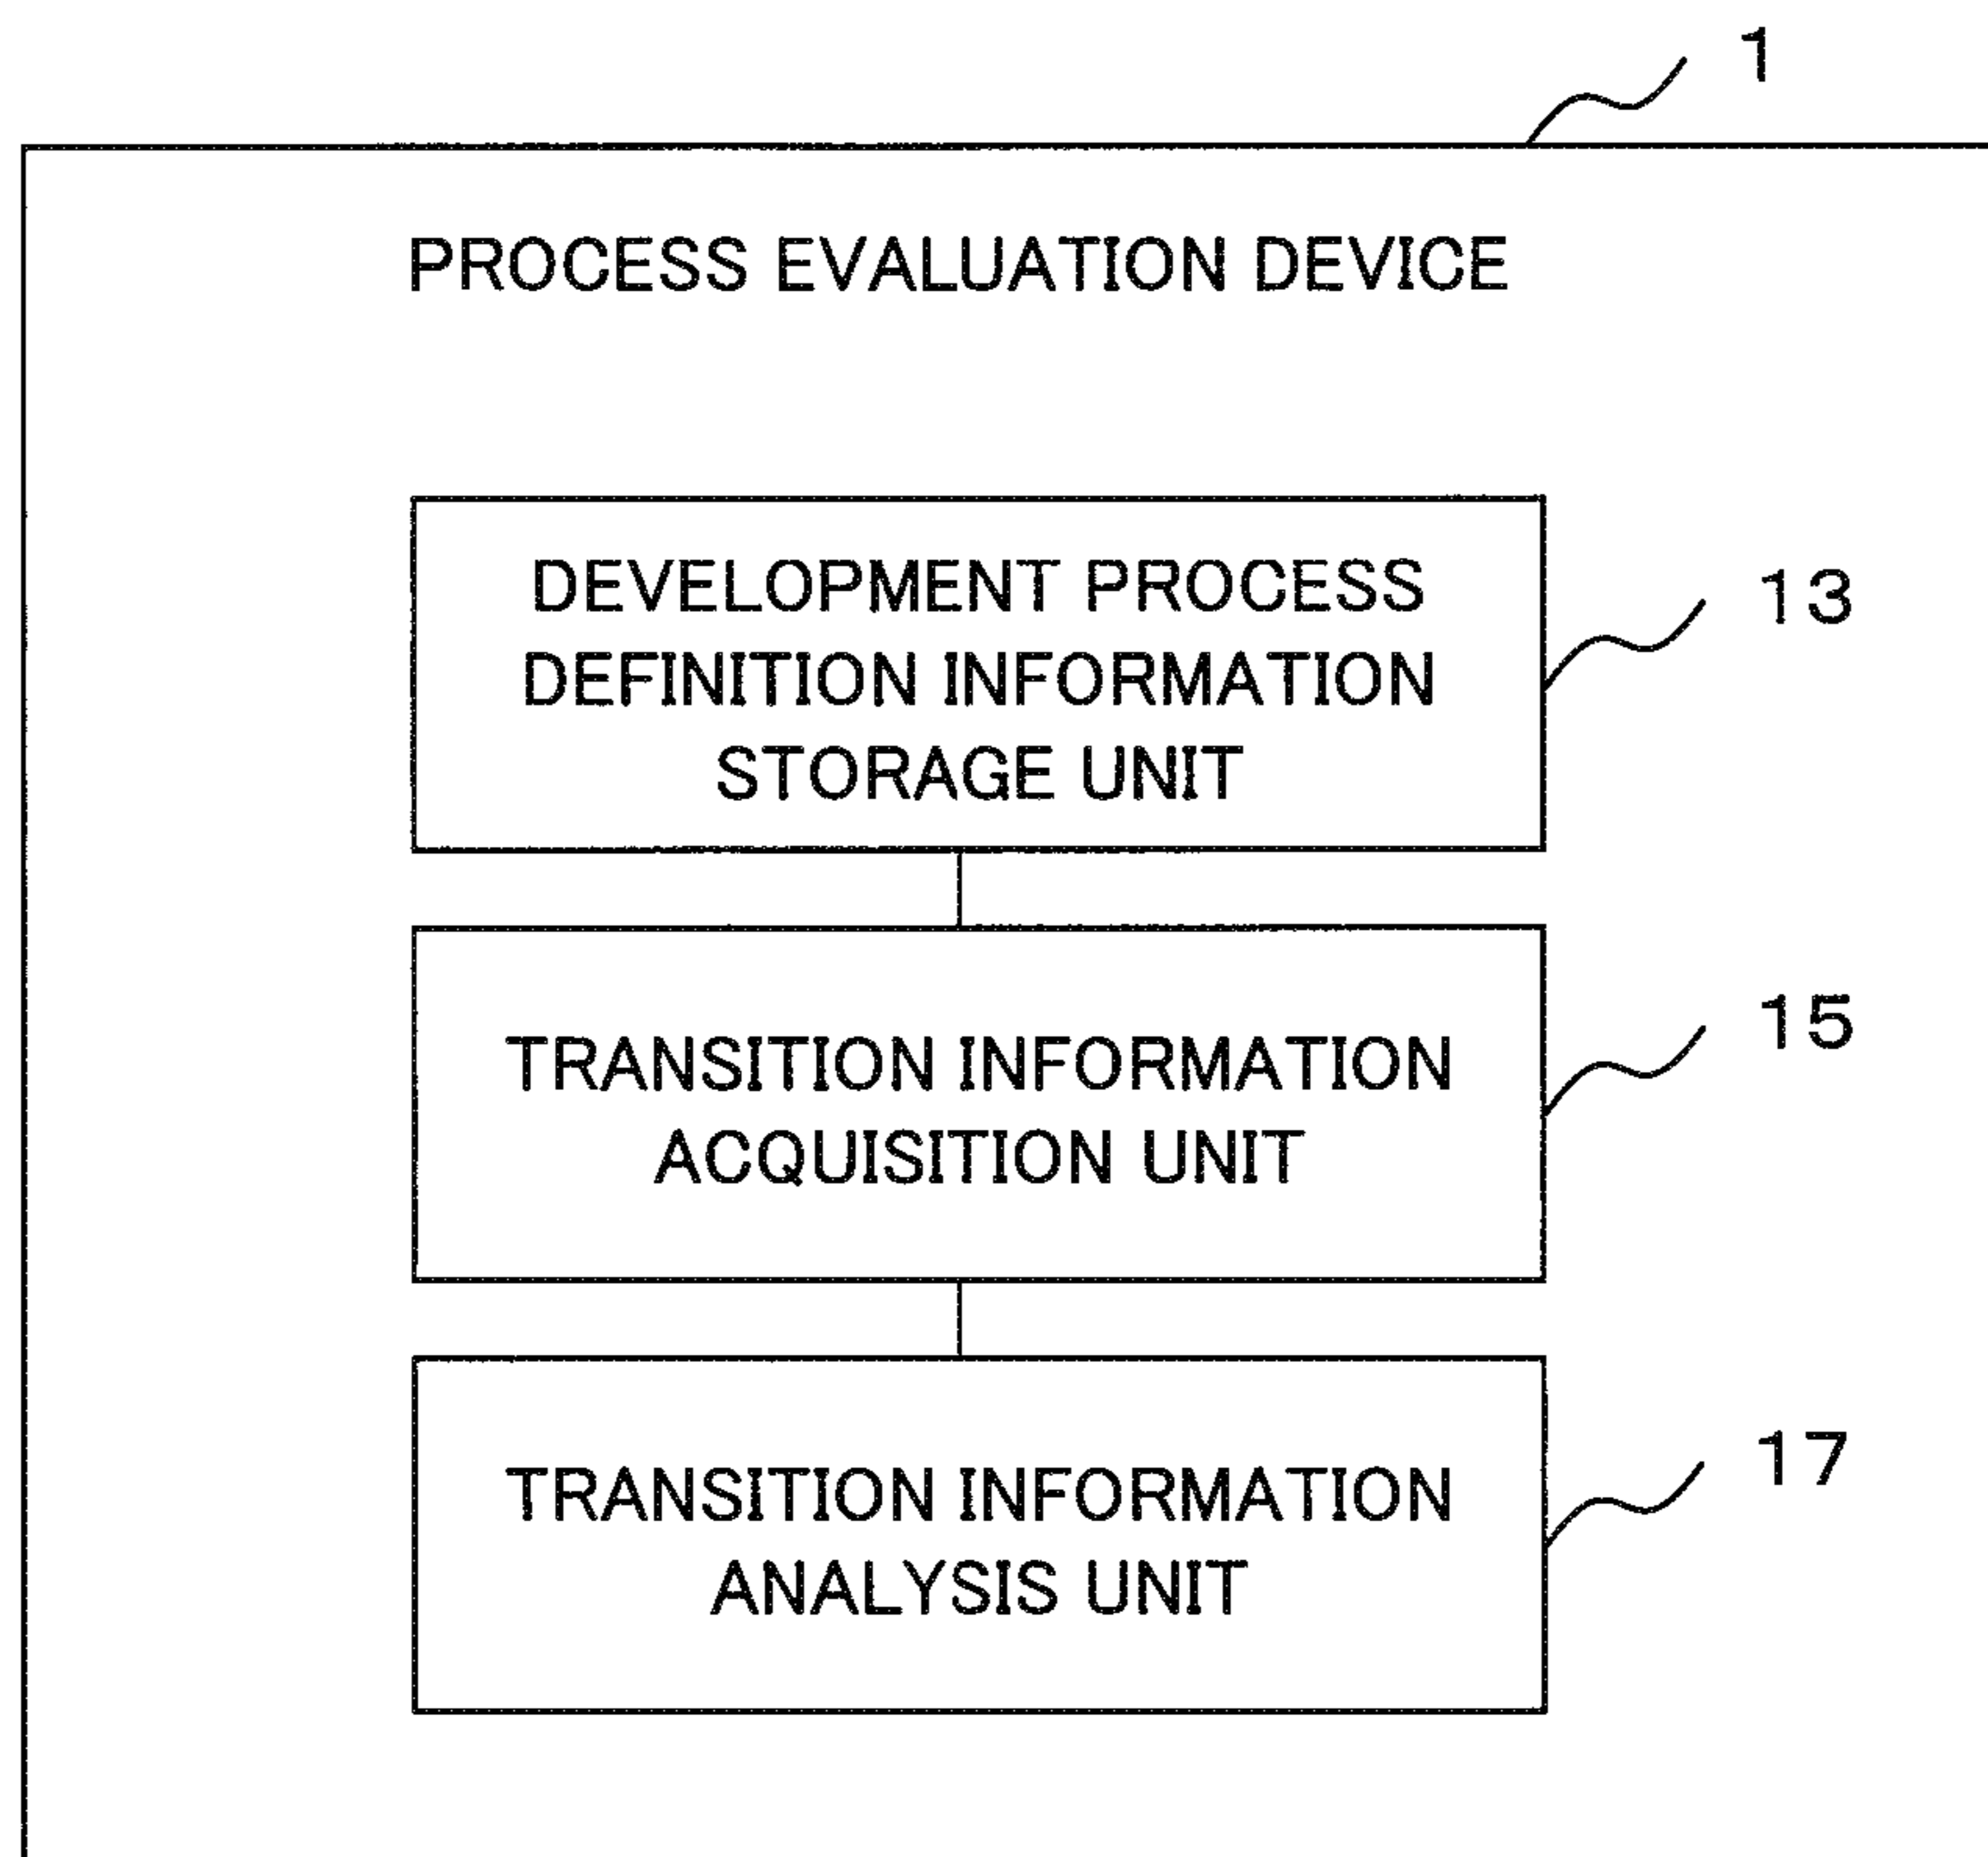 1
PROCESS EVALUATION DEVICE
DEVELOPMENT PROCESS
DEFINITION INFORMATION
STORAGE UNIT
13
TRANSITION INFORMATION
ACQUISITION UNIT
15
TRANSITION INFORMATION
ANALYSIS UNIT
17